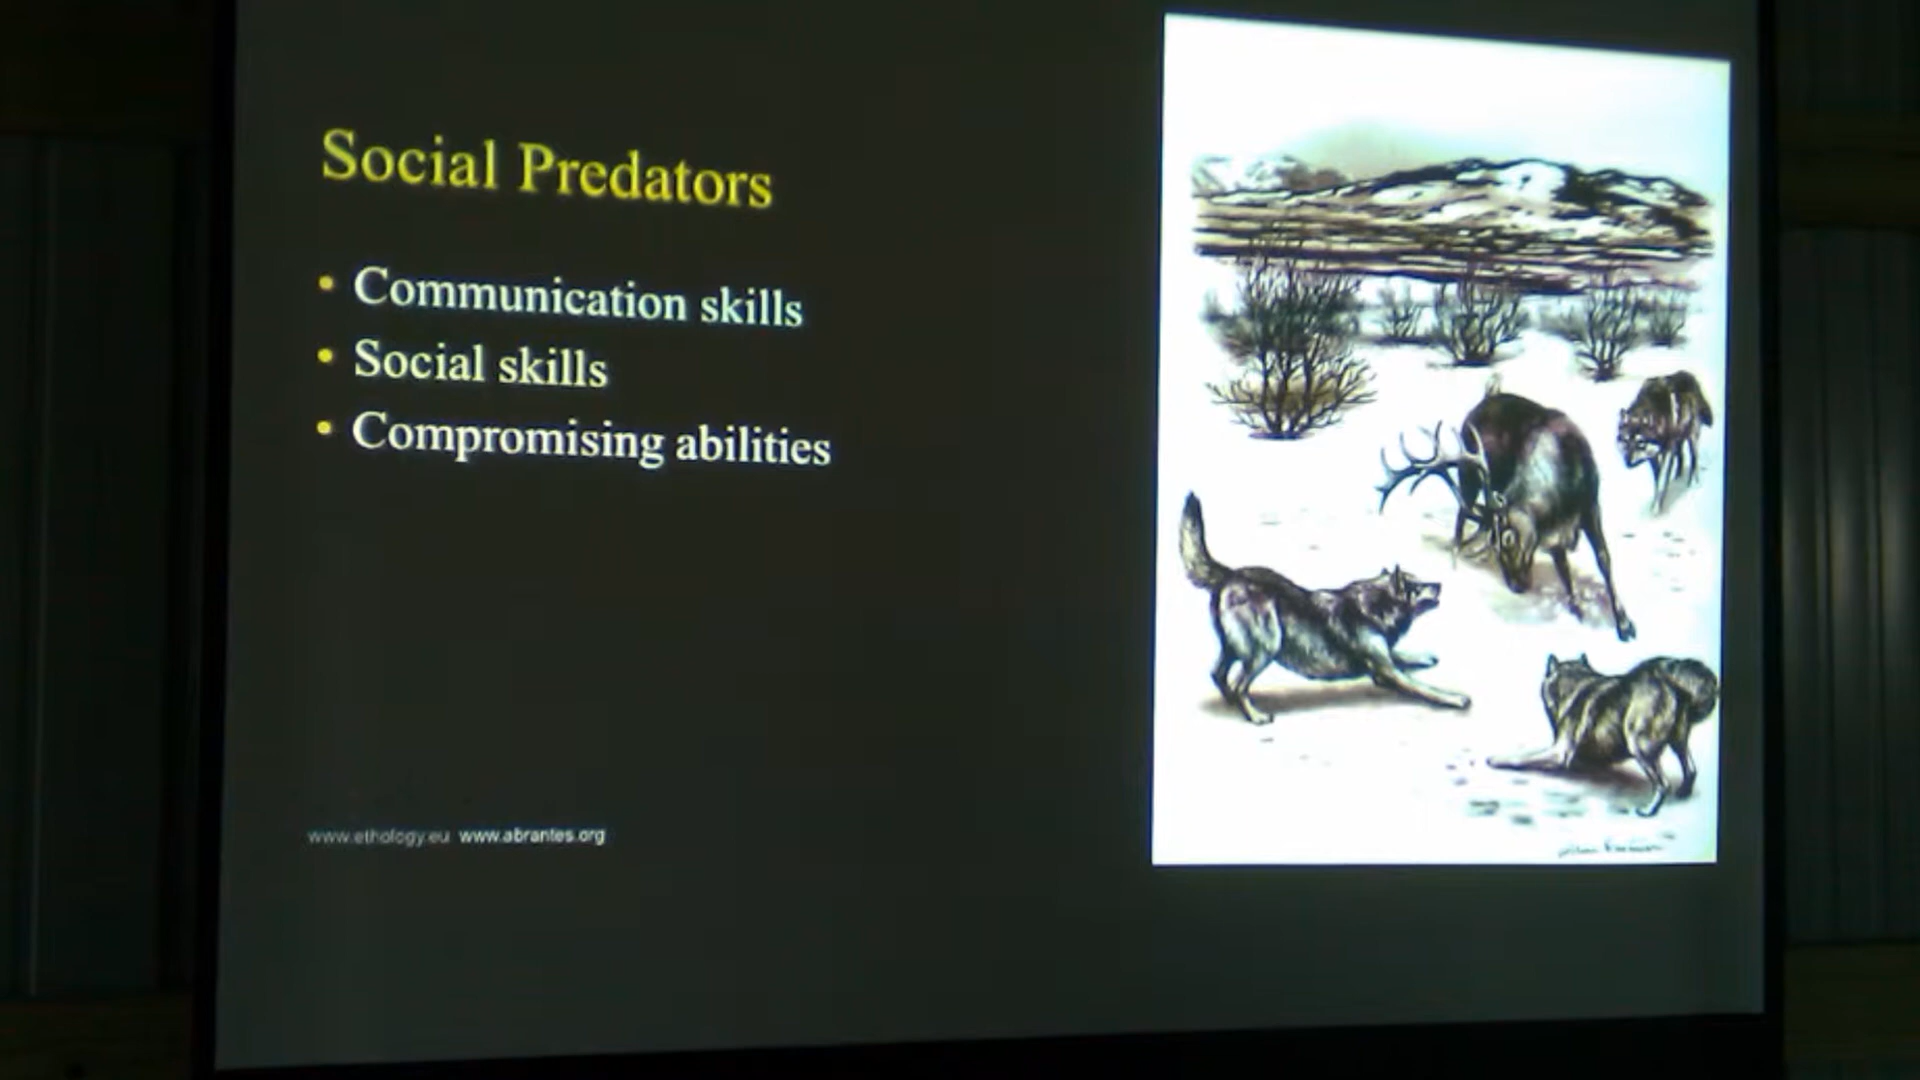 Social Predators
• Communication skills
• Social skills
• Compromising abilities
www.ethology.eu www.abrantes.org